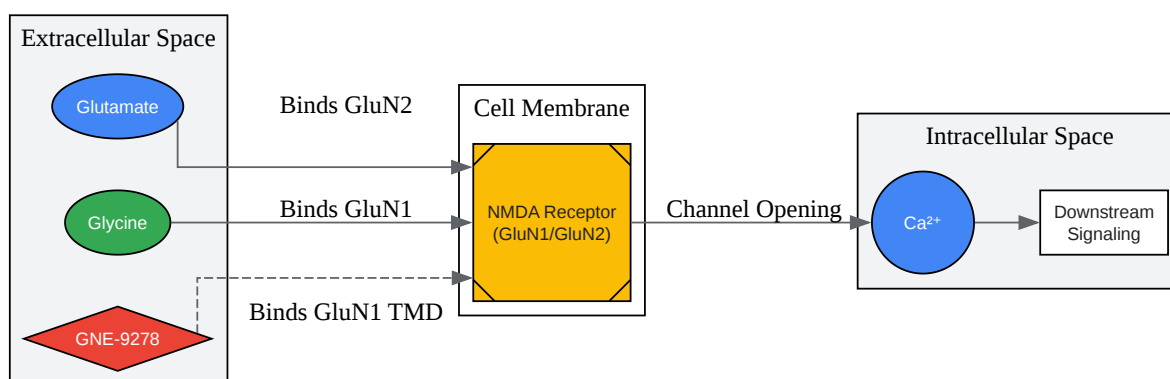 Extracellular Space
Glutamate
Binds GluN2
Cell Membrane
Intracellular Space
Glycine
Binds GluN1
NMDA Receptor
(GluN1/GluN2)
Channel Opening
Ca²⁺
Downstream
Signaling
Binds GluN1 TMD
GNE-9278